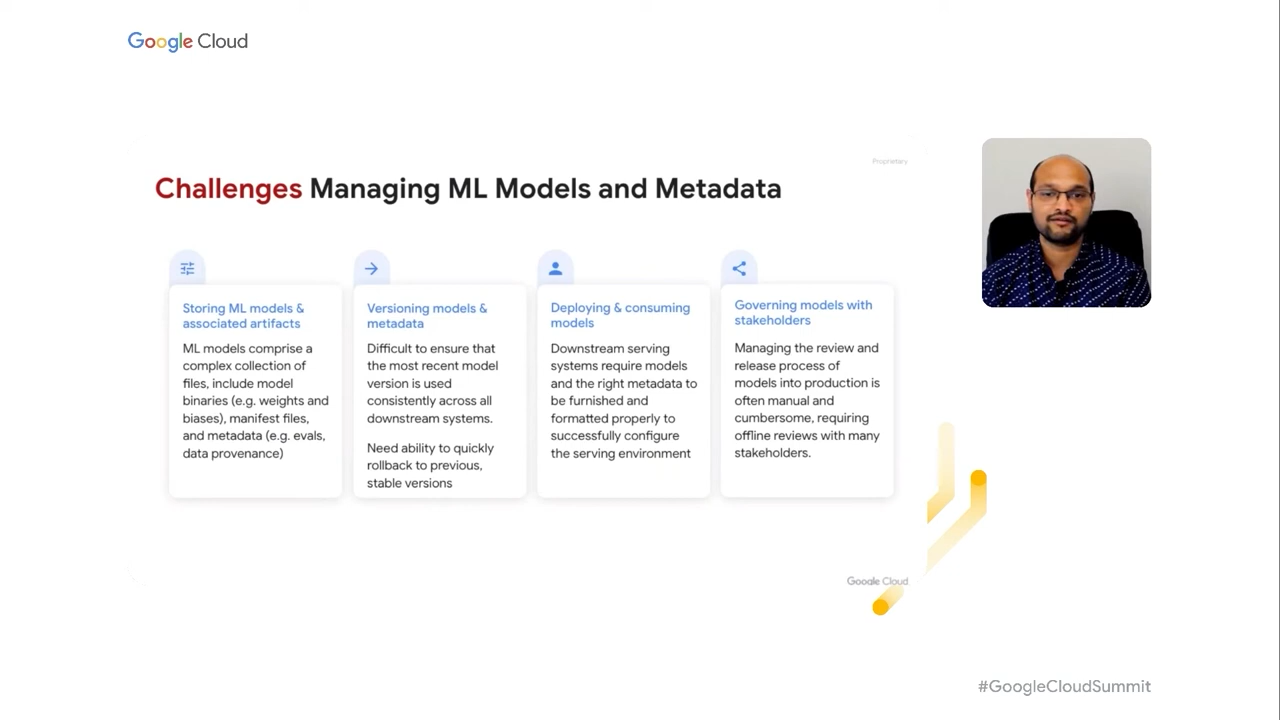 Google Cloud
Proprietary
Challenges Managing ML Models and Metadata
Storing ML models &
associated artifacts
ML models comprise a
complex collection of
files, include model
binaries (e.g. weights and
biases), manifest files,
and metadata (e.g. evals,
data provenance)
Versioning models &
metadata
Difficult to ensure that
the most recent model
version is used
consistently across all
downstream systems.
Need ability to quickly
rollback to previous,
stable versions
Deploying & consuming
models
Downstream serving
systems require models
and the right metadata to
be furnished and
formatted properly to
successfully configure
the serving environment
Governing models with
stakeholders
Managing the review and
release process of
models into production is
often manual and
cumbersome, requiring
offline reviews with many
stakeholders.
Google Cloud
#GoogleCloudSummit